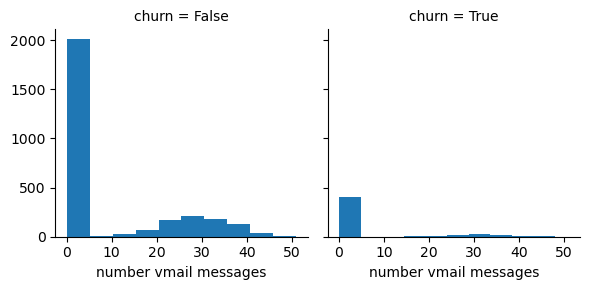 churn = False
churn = True
2000
1500
1000
500
0
0 10 20 30 40 50
0 10 20 30 40 50
number vmail messages
number vmail messages